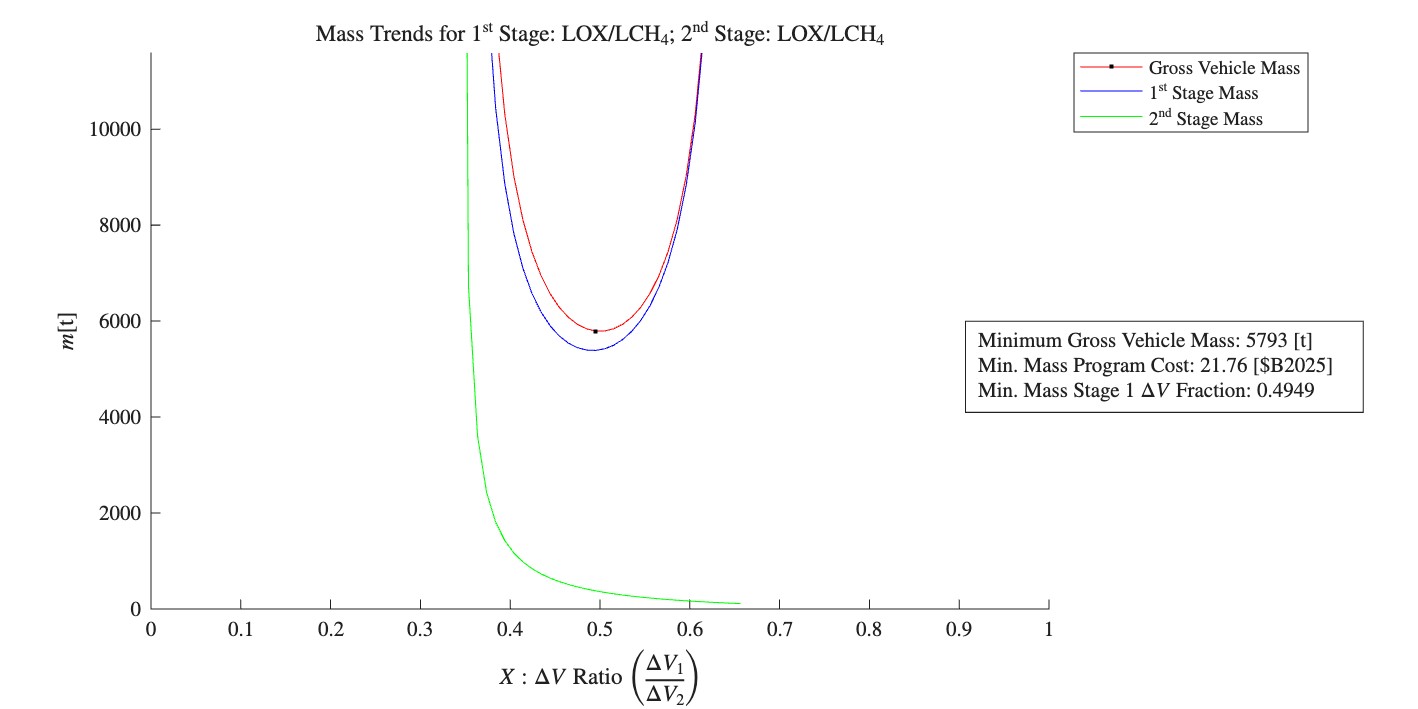 Mass Trends for 1st Stage: LOX/LCH4; 2nd Stage: LOX/LCH4
Gross Vehicle Mass
1st Stage Mass
2nd Stage Mass
10000
8000
6000
4000
2000
0
m[t]
Minimum Gross Vehicle Mass: 5793 [t]
Min. Mass Program Cost: 21.76 [$B2025]
Min. Mass Stage 1 ΔV Fraction: 0.4949
0 0.1 0.2 0.3 0.4 0.5 0.6 0.7 0.8 0.9 1
X : ΔV Ratio (ΔV1/ΔV2)